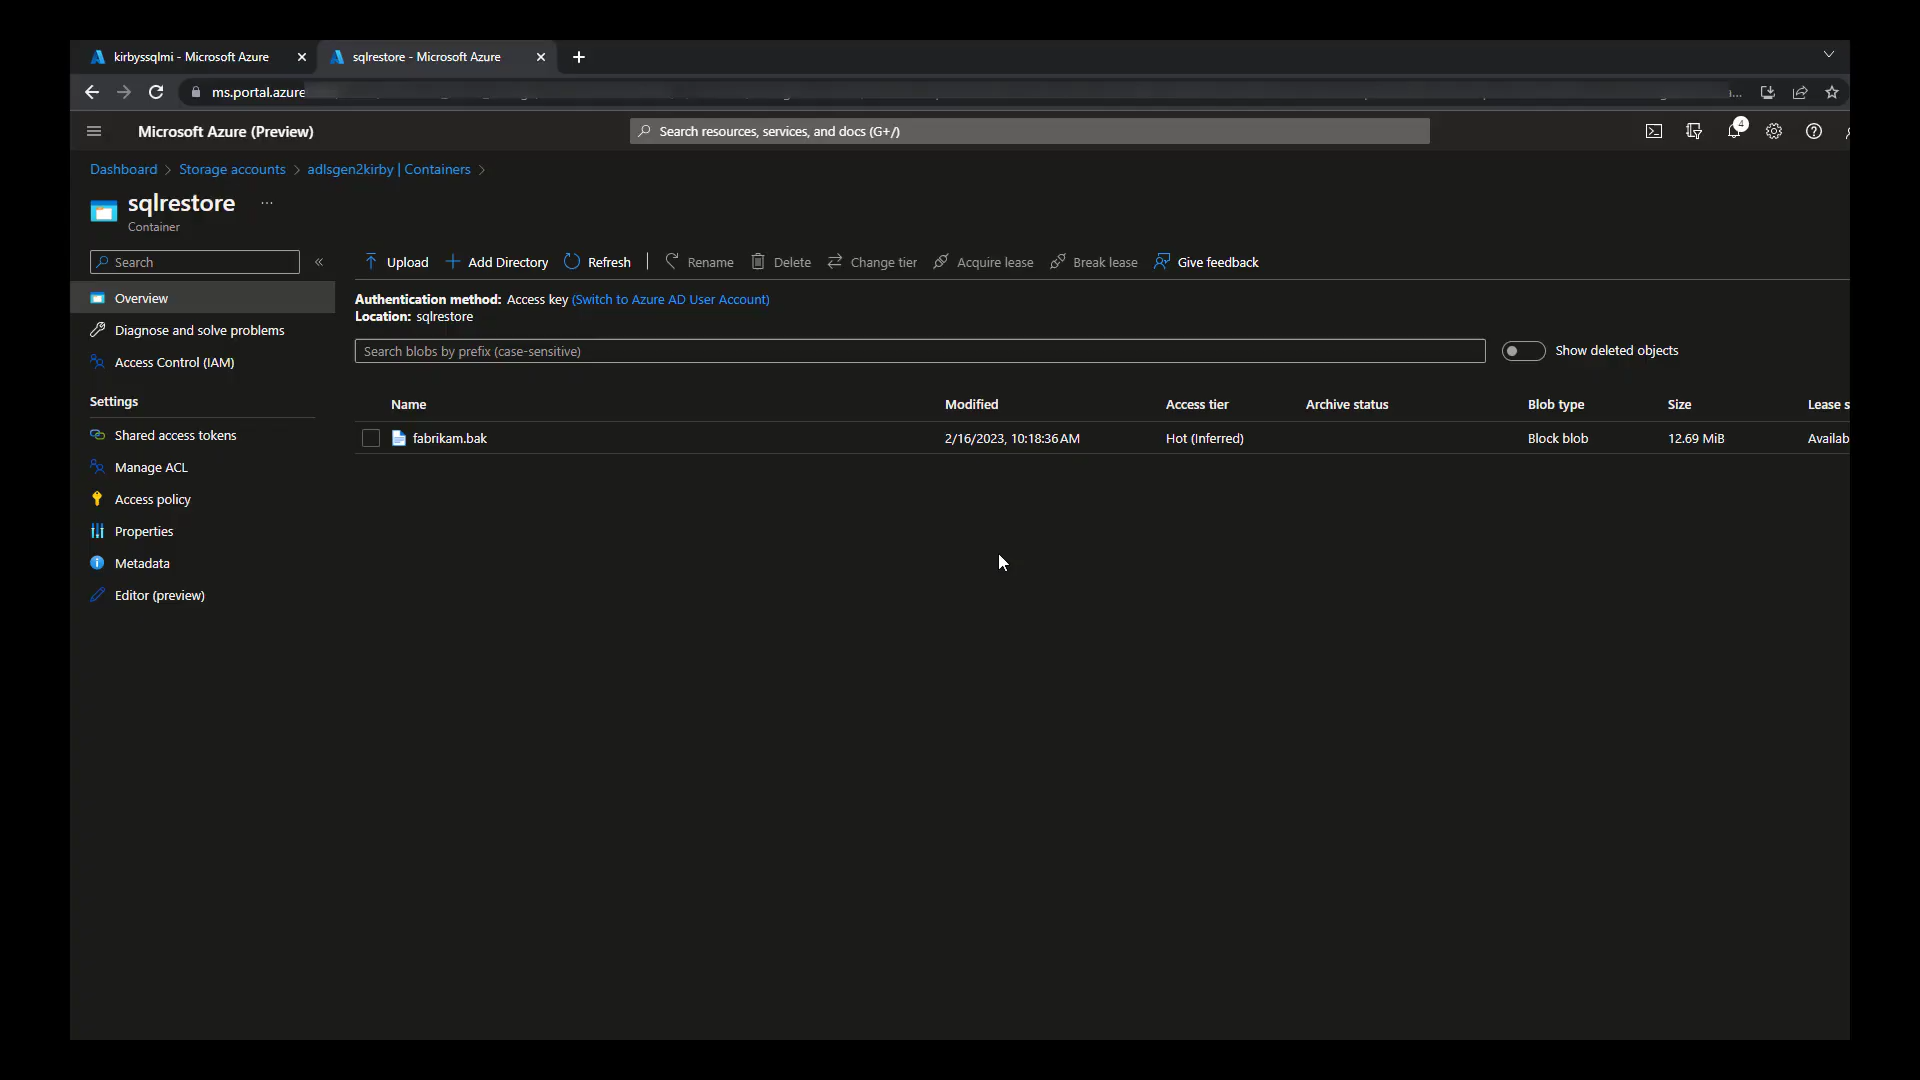 kirbyssqlmi - Microsoft Azure
sqlrestore - Microsoft Azure
ms.portal.azure
Microsoft Azure (Preview)
Search resources, services, and docs (G+/)
4
Dashboard > Storage accounts > adlsgen2kirby | Containers >
sqlrestore ...
Container
Search
«
Upload
Add Directory
Refresh
Rename
Delete
Change tier
Acquire lease
Break lease
Give feedback
Overview
Diagnose and solve problems
Access Control (IAM)
Settings
Shared access tokens
Manage ACL
Access policy
Properties
Metadata
Editor (preview)
Authentication method: Access key (Switch to Azure AD User Account)
Location: sqlrestore
Search blobs by prefix (case-sensitive)
Show deleted objects
Name Modified Access tier Archive status Blob type Size Lease s
fabrikam.bak 2/16/2023, 10:18:36 AM Hot (Inferred) Block blob 12.69 MiB Availab